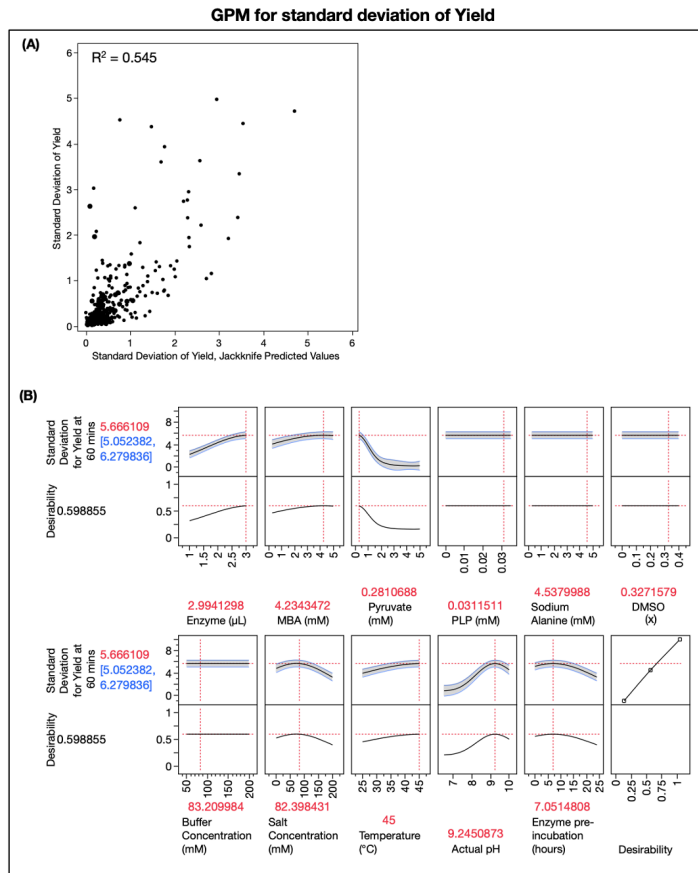 GPM for standard deviation of Yield
(A)
R² = 0.545
6
5
4
3
2
1
0
Standard Deviation of Yield
0 1 2 3 4 5 6
Standard Deviation of Yield, Jackknife Predicted Values
(B)
Standard
Deviation
for Yield at
60 mins
5.666109
[5.052382,
6.279836]
8
4
0
Desirability
0.598855
1
0.5
0
1 1.5 2 2.5 3
0 1 2 3 4 5
0 1 2 3 4 5
0 0.01 0.02 0.03
0 1 2 3 4 5
0 0.1 0.2 0.3 0.4
2.9941298
Enzyme (µL)
4.2343472
MBA (mM)
0.2810688
Pyruvate
(mM)
0.0311511
PLP (mM)
4.5379988
Sodium
Alanine (mM)
0.3271579
DMSO
(x)
Standard
Deviation
for Yield at
60 mins
5.666109
[5.052382,
6.279836]
8
4
0
Desirability
0.598855
1
0.5
0
50 100 150 200
0 50 100 150 200
25 30 35 40 45
7 8 9 10
0 5 10 15 20 25
0 0.25 0.5 0.75 1
83.209984
Buffer
Concentration
(mM)
82.398431
Salt
Concentration
(mM)
45
Temperature
(°C)
9.2450873
Actual pH
7.0514808
Enzyme pre-
incubation
(hours)
Desirability